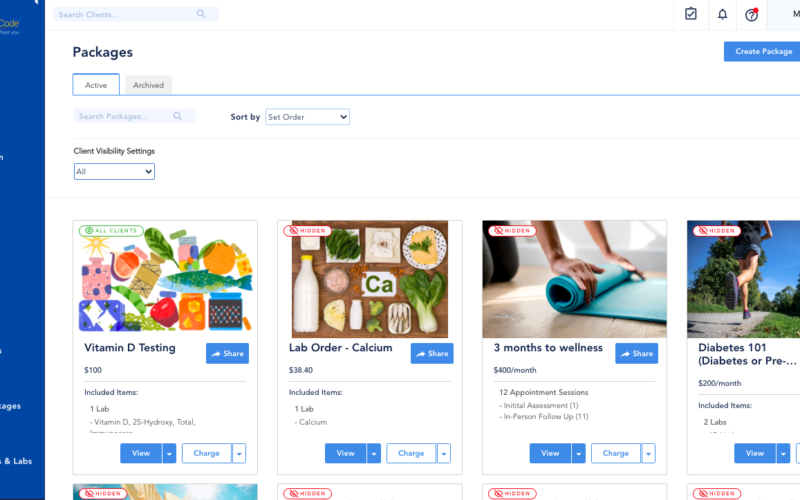 Code
Search Clients...
M
Packages
Create Package
Active
Archived
Search Packages...
Sort by
Set Order
Client Visibility Settings
All
ALL CLIENTS
HIDDEN
HIDDEN
HIDDEN
Ca
Vitamin D Testing
Share
$100
Included Items:
1 Lab
- Vitamin D, 25-Hydroxy, Total,
View
Charge
Lab Order - Calcium
Share
$38.40
Included Items:
1 Lab
- Calcium
View
Charge
3 months to wellness
Share
$400/month
12 Appointment Sessions
- Initital Assessment (1)
- In-Person Follow Up (11)
View
Charge
Diabetes 101
(Diabetes or Pre-...
$200/month
Included Items:
2 Labs
View
kages
s & Labs
HIDDEN
HIDDEN
HIDDEN
HIDDEN